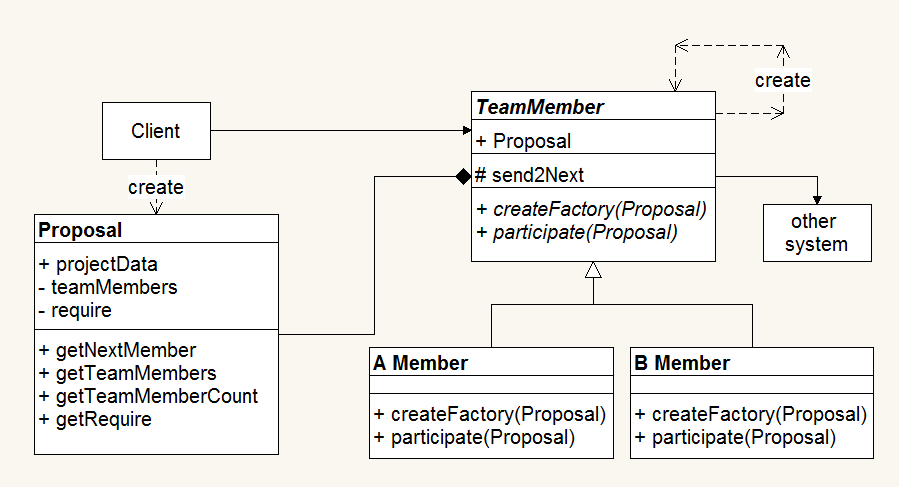 create
TeamMember
+ Proposal
# send2Next
+ createFactory(Proposal)
+ participate(Proposal)
Client
create
other
system
Proposal
+ projectData
- teamMembers
- require
+ getNextMember
+ getTeamMembers
+ getTeamMemberCount
+ getRequire
A Member
+ createFactory(Proposal)
+ participate(Proposal)
B Member
+ createFactory(Proposal)
+ participate(Proposal)